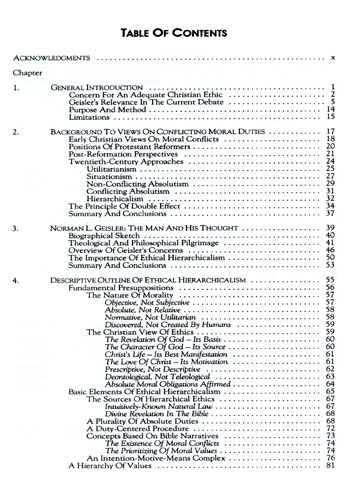 TABLE OF CONTENTS
ACKNOWLEDGMENTS x
Chapter
1. GENERAL INTRODUCTION 1
Concern For An Adequate Christian Ethic 2
Geisler's Relevance In The Current Debate 5
Purpose And Method 14
Limitations 15
2. BACKGROUND TO VIEWS ON CONFLICTING MORAL DUTIES 17
Early Christian Views On Moral Conflicts 18
Positions Of Protestant Reformers 20
Post-Reformation Perspectives 21
Twentieth-Century Approaches 24
Utilitarianism 25
Situationism 27
Non-Conflicting Absolutism 29
Conflicting Absolutism 31
Hierarchicalism 32
The Principle Of Double Effect 34
Summary And Conclusions 37
3. NORMAN L. GEISLER: THE MAN AND HIS THOUGHT 39
Biographical Sketch 40
Theological And Philosophical Pilgrimage 41
Overview Of Geisler's Concerns 46
The Importance Of Ethical Hierarchicalism 50
Summary And Conclusions 53
4. DESCRIPTIVE OUTLINE OF ETHICAL HIERARCHICALISM 55
Fundamental Presuppositions 56
The Nature Of Morality 57
Objective, Not Subjective 57
Absolute, Not Relative 58
Normative, Not Utilitarian 58
Discovered, Not Created By Humans 59
The Christian View Of Ethics 59
The Revelation Of God – Its Basis 60
The Character Of God – Its Source 60
Christ's Life – Its Best Manifestation 61
The Love Of Christ – Its Motivation 61
Prescriptive, Not Descriptive 62
Deontological, Not Teleological 63
Absolute Moral Obligations Affirmed 64
Basic Elements Of Ethical Hierarchicalism 65
The Sources Of Hierarchical Ethics 67
Intuitively-Known Natural Law 67
Divine Revelation In The Bible 68
A Plurality Of Absolute Duties 68
A Duty-Centered Procedure 72
Concepts Based On Bible Narratives 73
The Existence Of Moral Conflicts 74
The Prioritizing Of Moral Values 74
An Intention-Motive-Means Complex 76
A Hierarchy Of Values 81